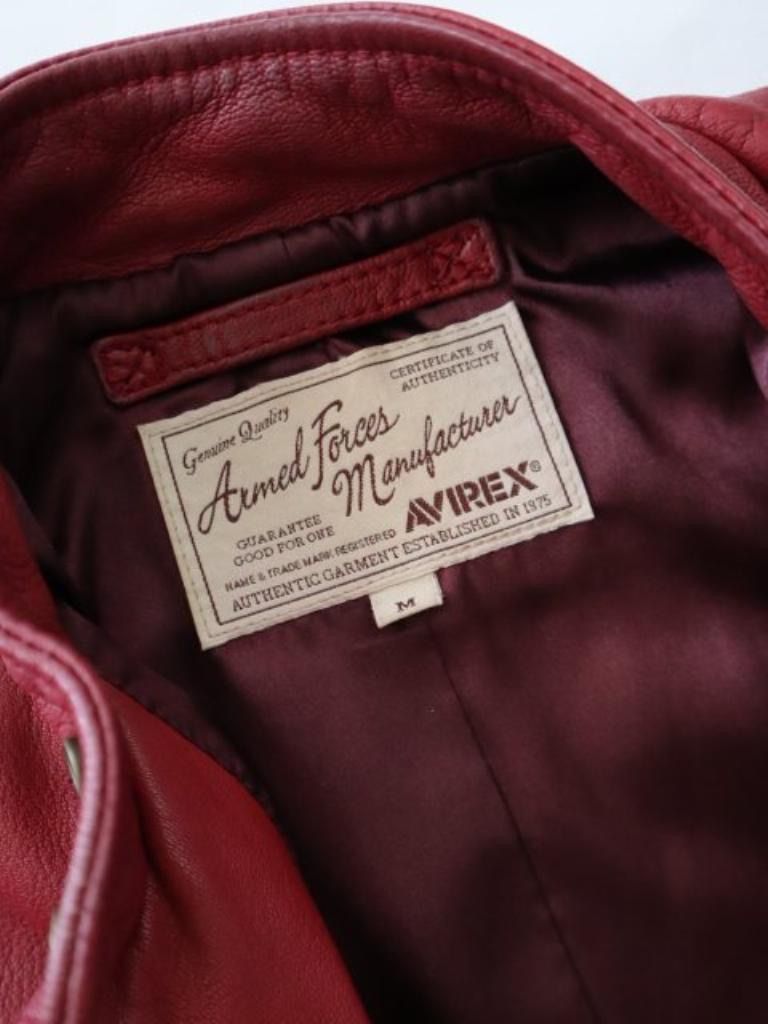 CERTIFICATE OF
AUTHENTICITY
Genuine Quality
Armed Forces
Manufacturer
GUARANTEE
GOOD FOR ONE
AVIREX®
NAME & TRADE MARK REGISTERED
AUTHENTIC GARMENT ESTABLISHED IN 1975
M